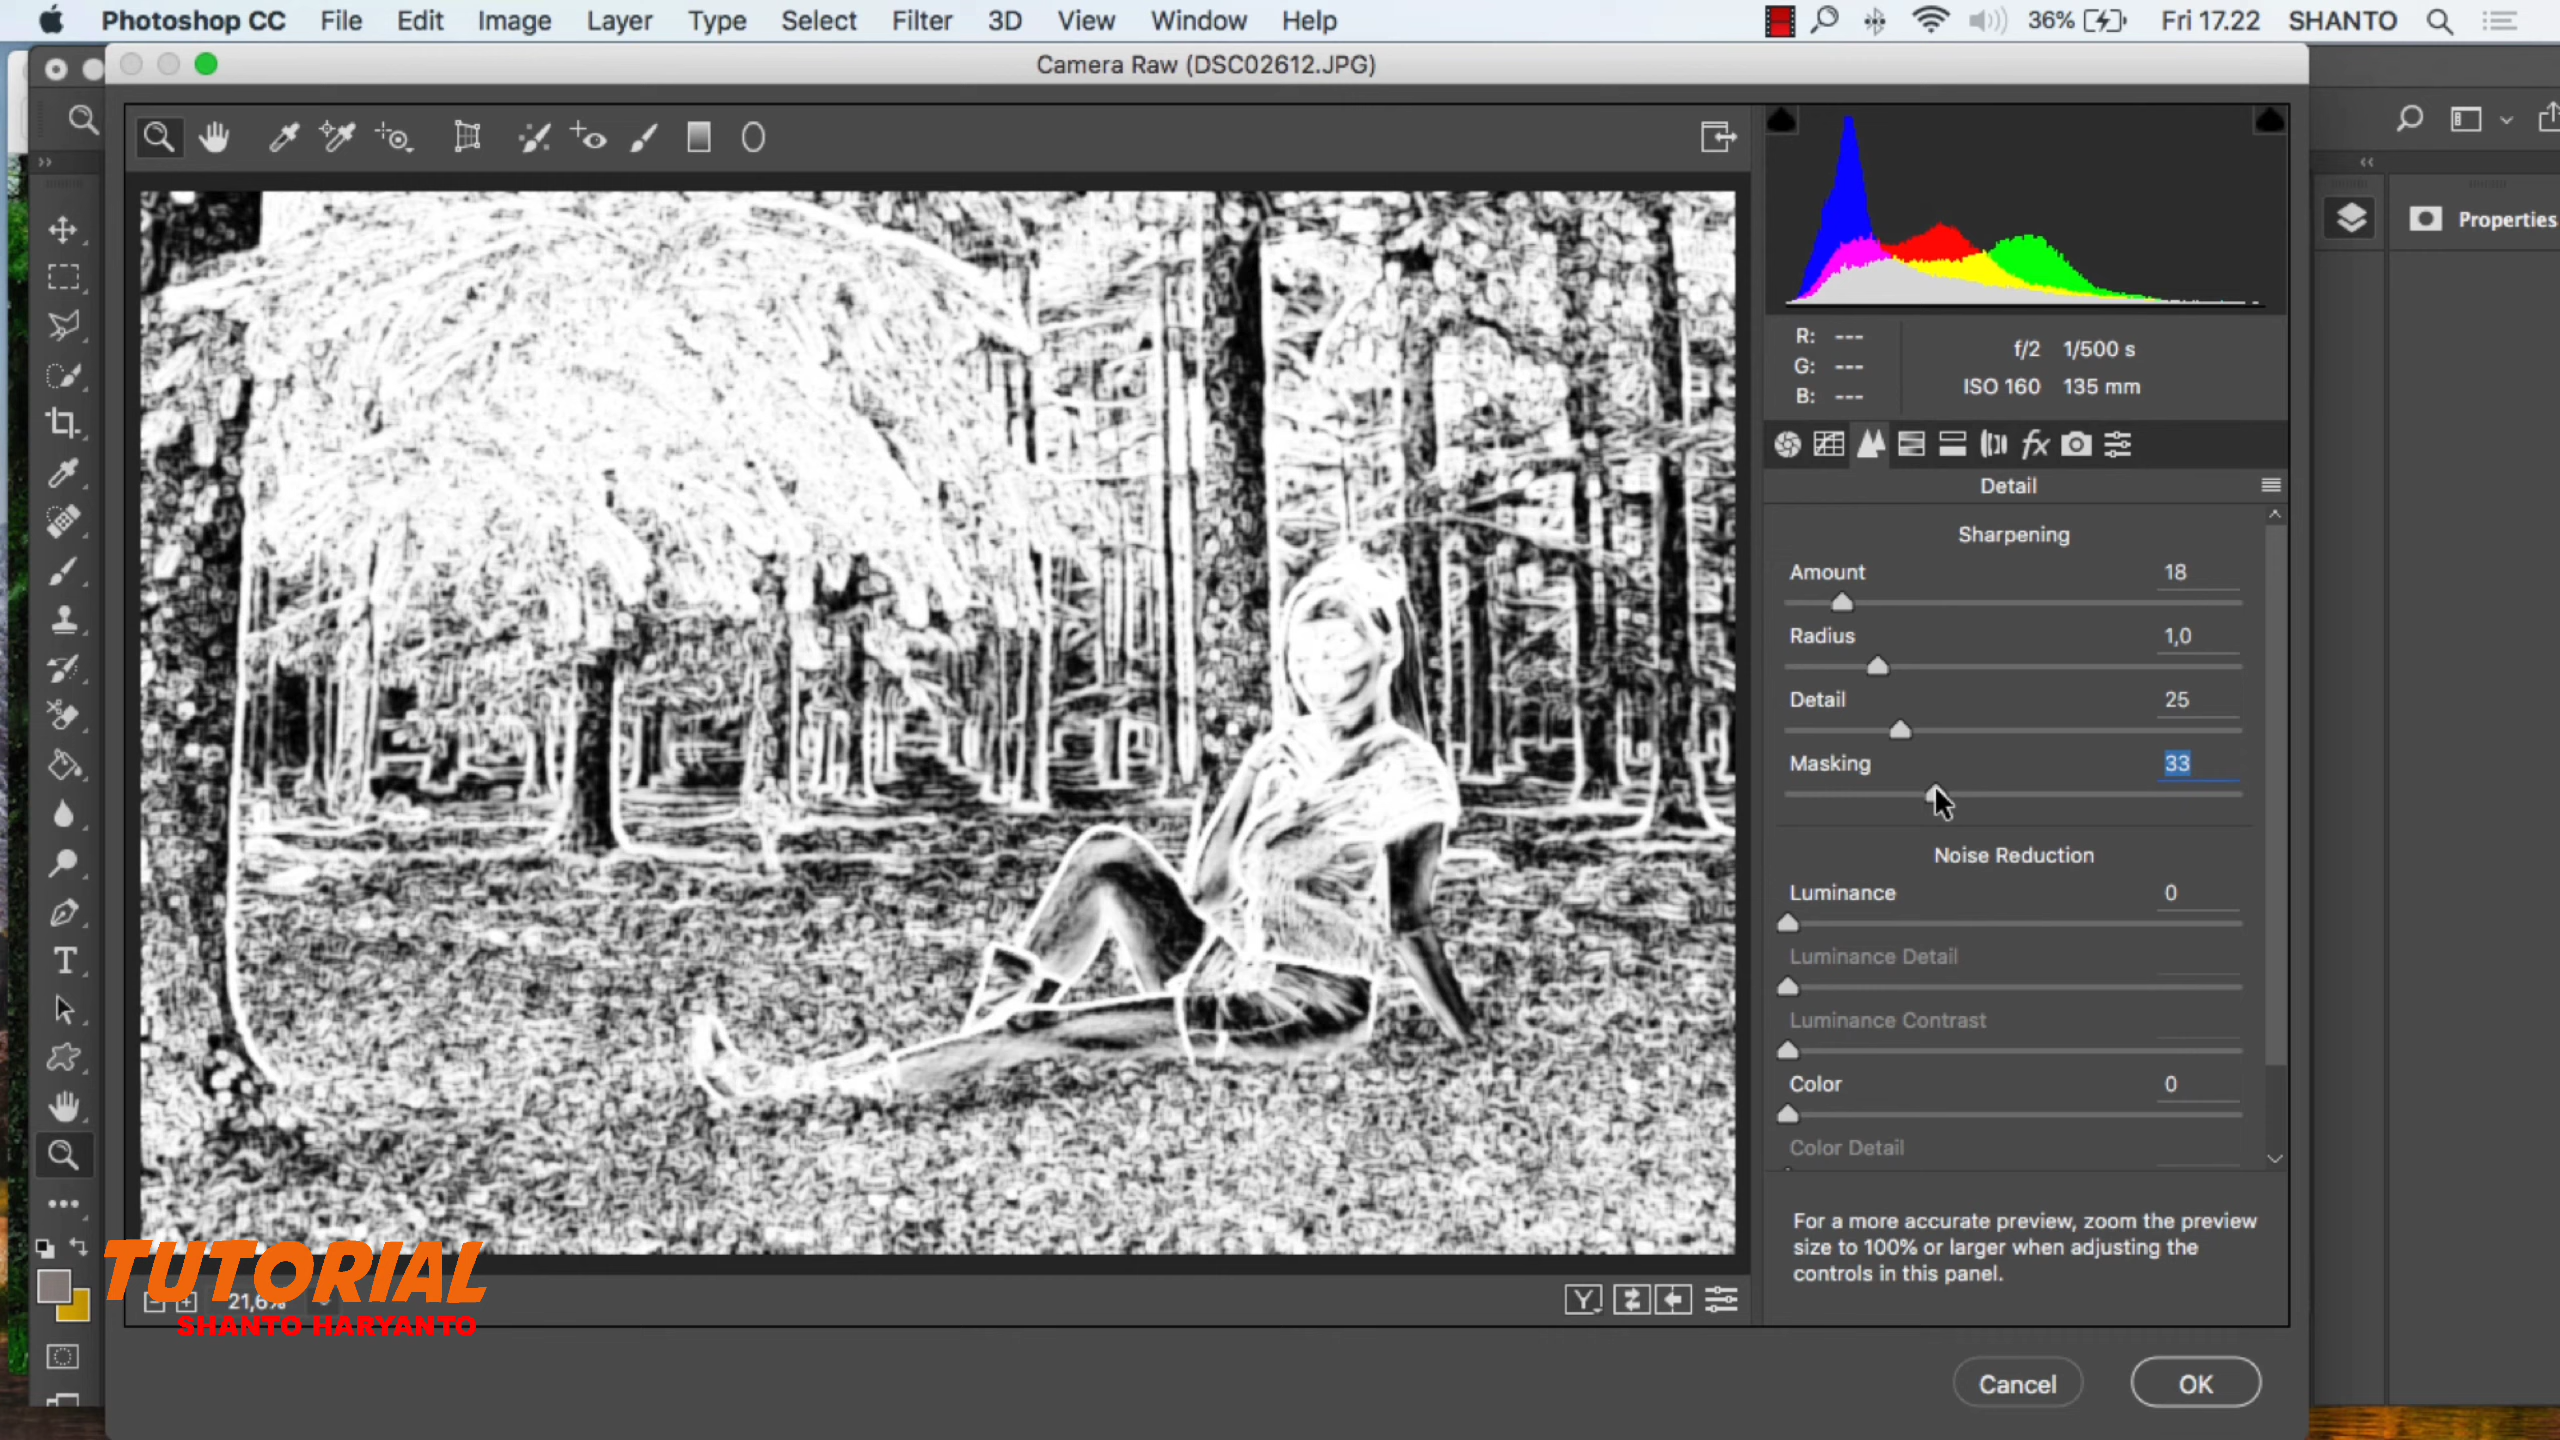 Photoshop CC File Edit Image Layer Type Select Filter 3D View Window Help 36% Fri 17.22 SHANTO
Camera Raw (DSC02612.JPG)
Properties
R: ---
G: ---
B: ---
f/2 1/500 s
ISO 160 135 mm
fx
Detail
Sharpening
Amount 18
Radius 1,0
Detail 25
Masking 33
Noise Reduction
Luminance 0
Luminance Detail
Luminance Contrast
Color 0
Color Detail
For a more accurate preview, zoom the preview
size to 100% or larger when adjusting the
controls in this panel.
TUTORIAL
21,6%
SHANTO HARYANTO
Y
Cancel OK